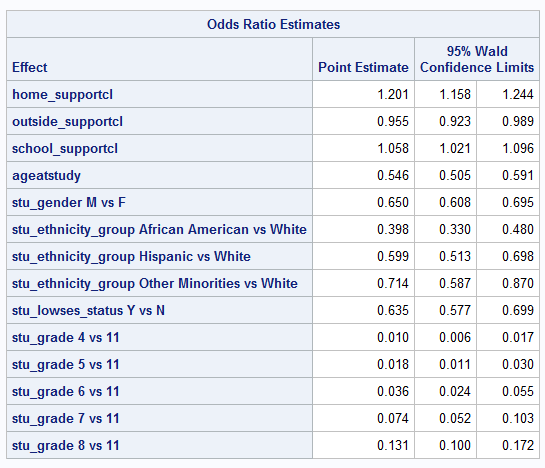 Odds Ratio Estimates
Effect Point Estimate 95% Wald Confidence Limits
home_supportcl 1.201 1.158 1.244
outside_supportcl 0.955 0.923 0.989
school_supportcl 1.058 1.021 1.096
ageatstudy 0.546 0.505 0.591
stu_gender M vs F 0.650 0.608 0.695
stu_ethnicity_group African American vs White 0.398 0.330 0.480
stu_ethnicity_group Hispanic vs White 0.599 0.513 0.698
stu_ethnicity_group Other Minorities vs White 0.714 0.587 0.870
stu_lowses_status Y vs N 0.635 0.577 0.699
stu_grade 4 vs 11 0.010 0.006 0.017
stu_grade 5 vs 11 0.018 0.011 0.030
stu_grade 6 vs 11 0.036 0.024 0.055
stu_grade 7 vs 11 0.074 0.052 0.103
stu_grade 8 vs 11 0.131 0.100 0.172